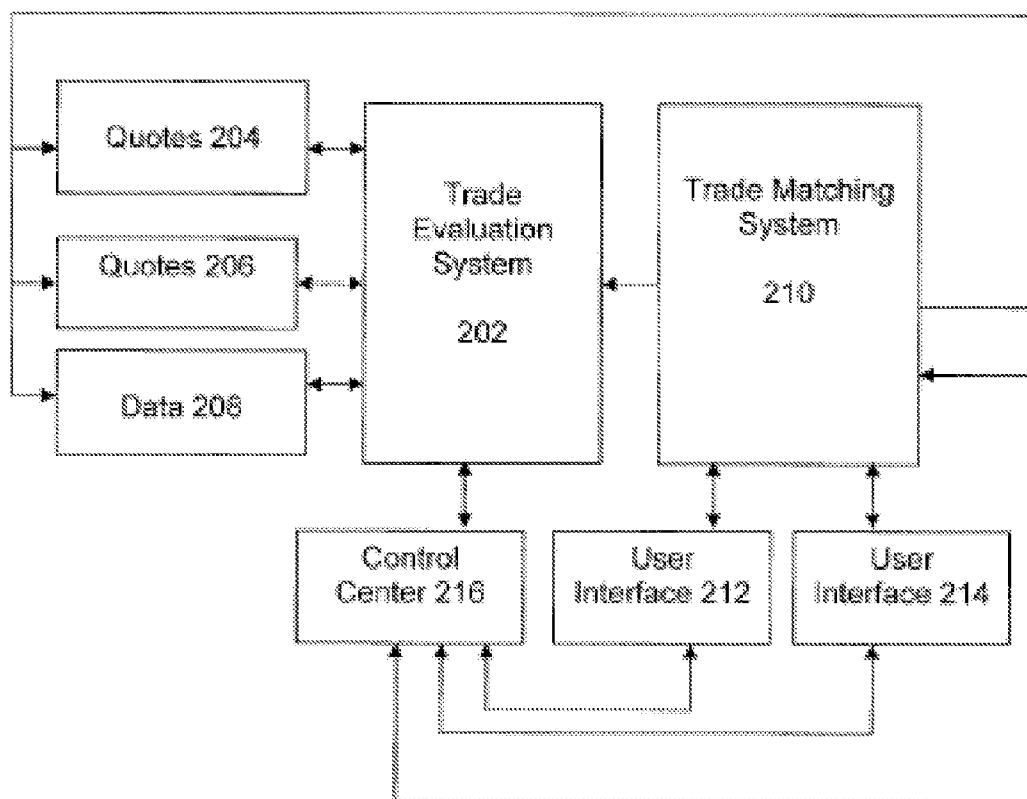 Quotes 204
Trade
Evaluation
System
202
Trade Matching
System
210
Quotes 206
Data 208
Control
Center 216
User
Interface 212
User
Interface 214